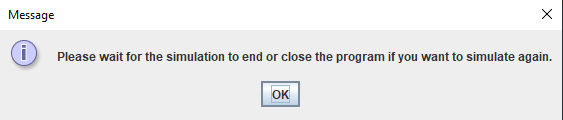 Message
Please wait for the simulation to end or close the program if you want to simulate again.
OK